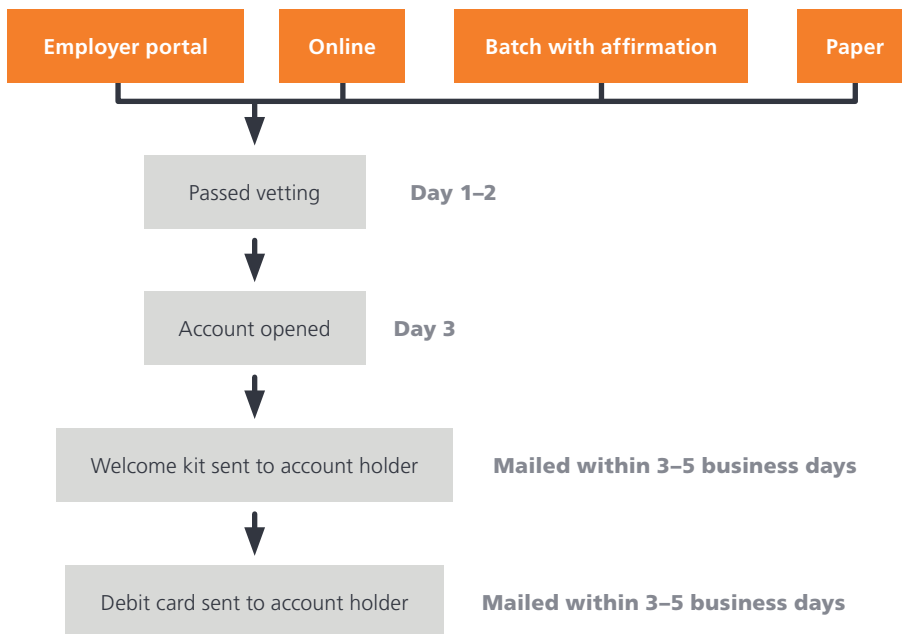 Employer portal
Online
Batch with affirmation
Paper
Passed vetting
Day 1–2
Account opened
Day 3
Welcome kit sent to account holder
Mailed within 3–5 business days
Debit card sent to account holder
Mailed within 3–5 business days